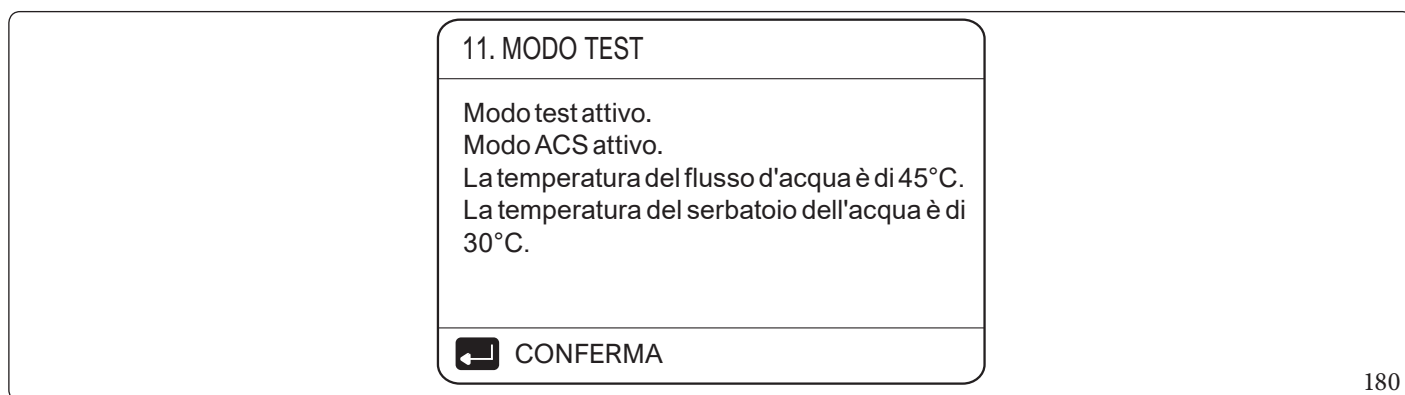 11. MODO TEST
Modo test attivo.
Modo ACS attivo.
La temperatura del flusso d'acqua è di 45°C.
La temperatura del serbatoio dell'acqua è di
30°C.
CONFERMA
180